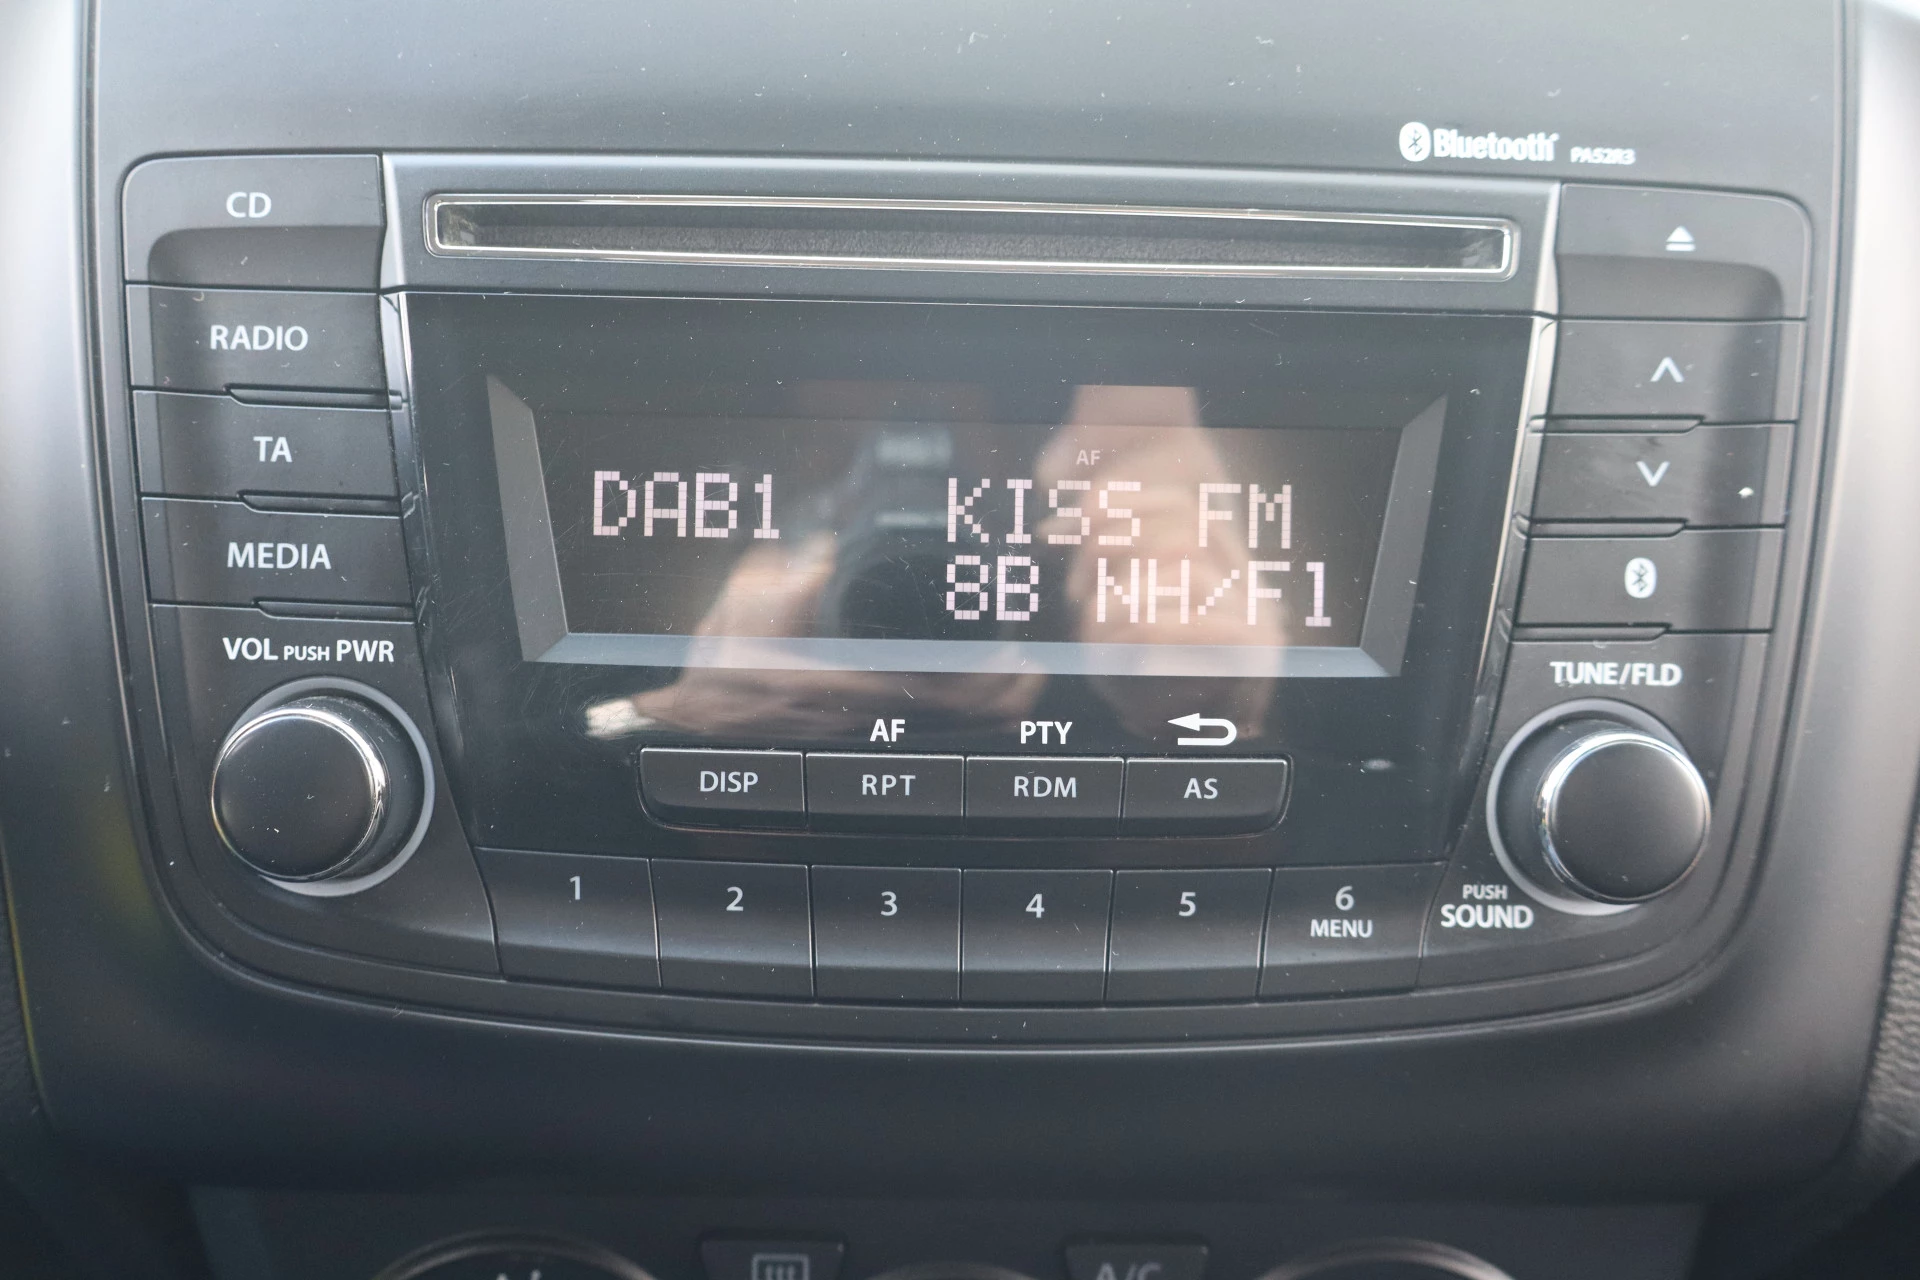 Bluetooth PA52R3
CD
RADIO
TA
MEDIA
VOL PUSH PWR
AF
DAB1 KISS FM
8B NH/F1
TUNE/FLD
AF PTY
DISP RPT RDM AS
1 2 3 4 5 6
MENU
PUSH
SOUND
A/C